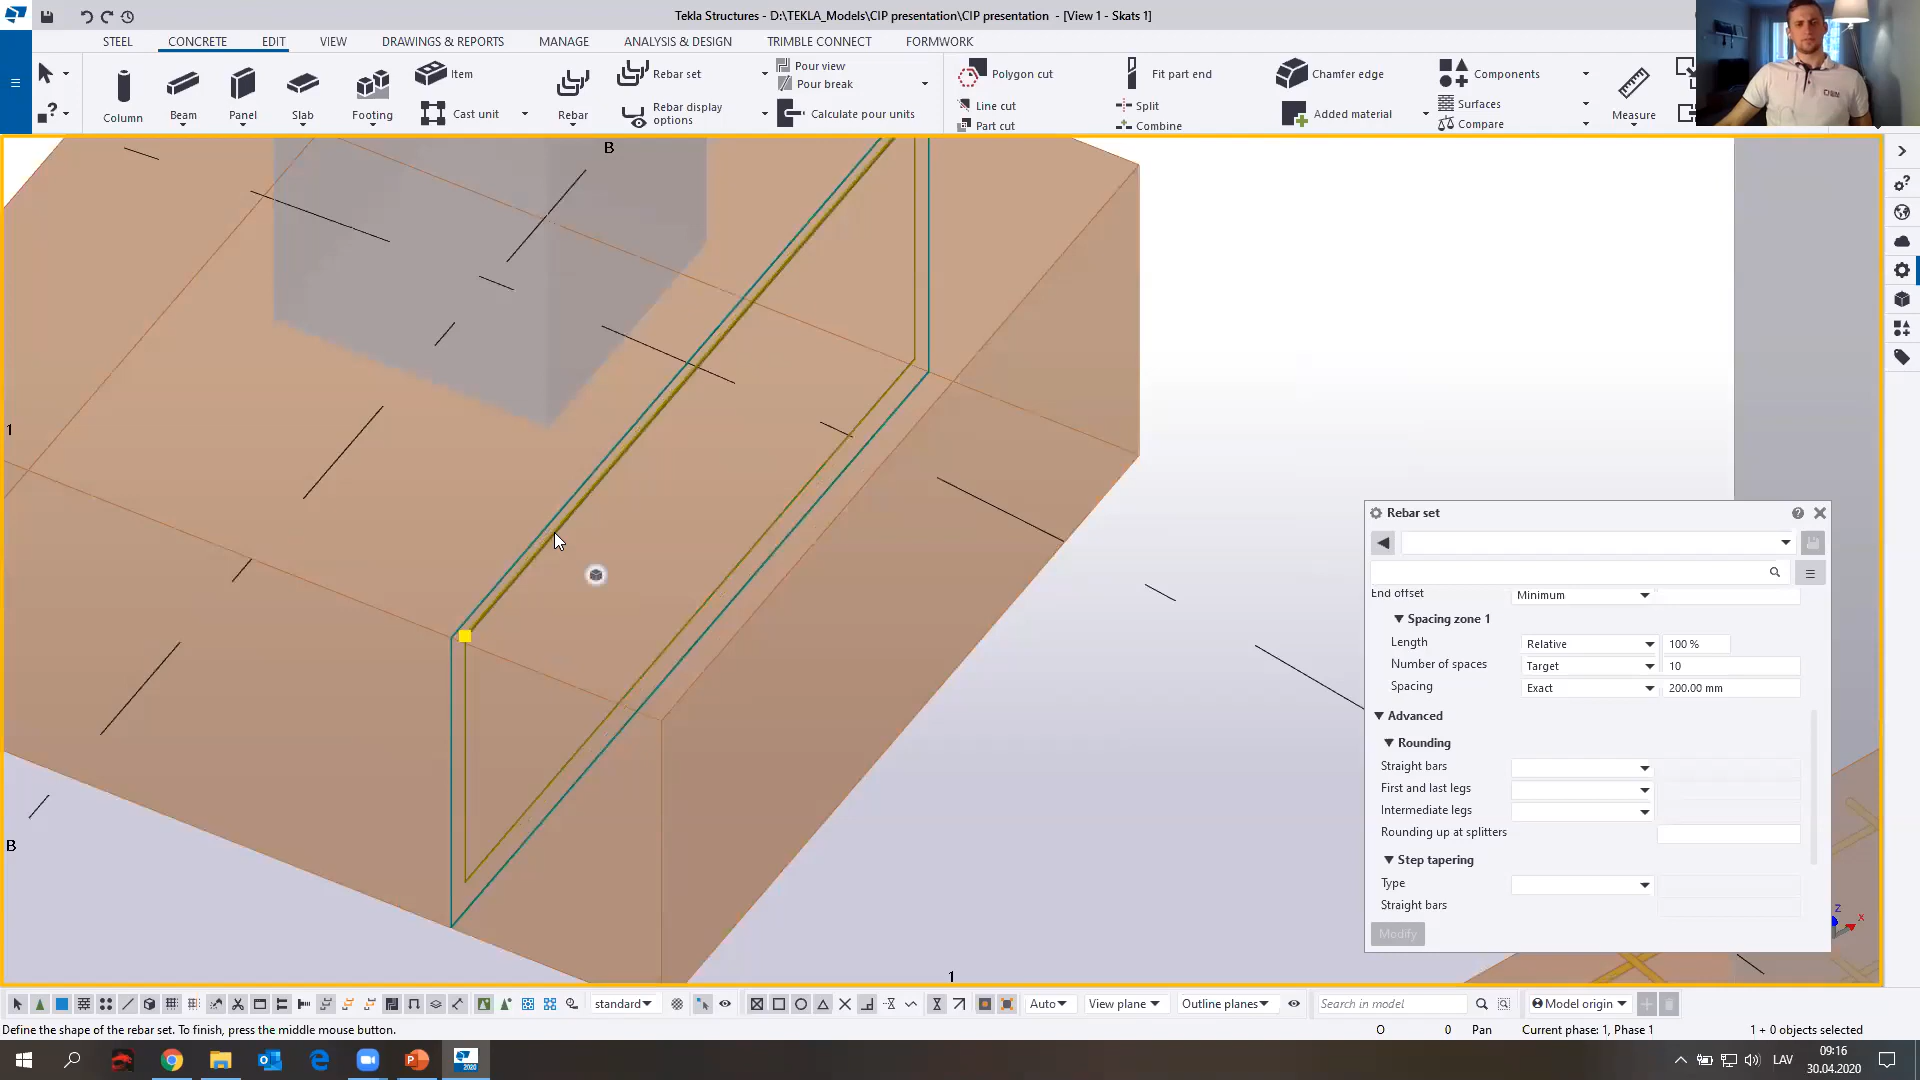 Tekla Structures - D:\TEKLA_Models\CIP presentation\CIP presentation - [View 1 - Skats 1]
STEEL CONCRETE EDIT VIEW DRAWINGS & REPORTS MANAGE ANALYSIS & DESIGN TRIMBLE CONNECT FORMWORK
Column
Beam
Panel
Slab
Footing
Item
Cast unit
Rebar
Rebar set
Rebar display options
Pour view
Pour break
Calculate pour units
Polygon cut
Line cut
Part cut
Fit part end
Split
Combine
Chamfer edge
Added material
Components
Surfaces
Compare
Measure
B
1
B
1
Rebar set
End offset Minimum
Spacing zone 1
Length Relative 100 %
Number of spaces Target 10
Spacing Exact 200.00 mm
Advanced
Rounding
Straight bars
First and last legs
Intermediate legs
Rounding up at splitters
Step tapering
Type
Straight bars
Modify
z
x
standard
Auto
View plane
Outline planes
Search in model
Model origin
Define the shape of the rebar set. To finish, press the middle mouse button.
O 0 Pan Current phase: 1, Phase 1 1 + 0 objects selected
2020
LAV
09:16
30.04.2020